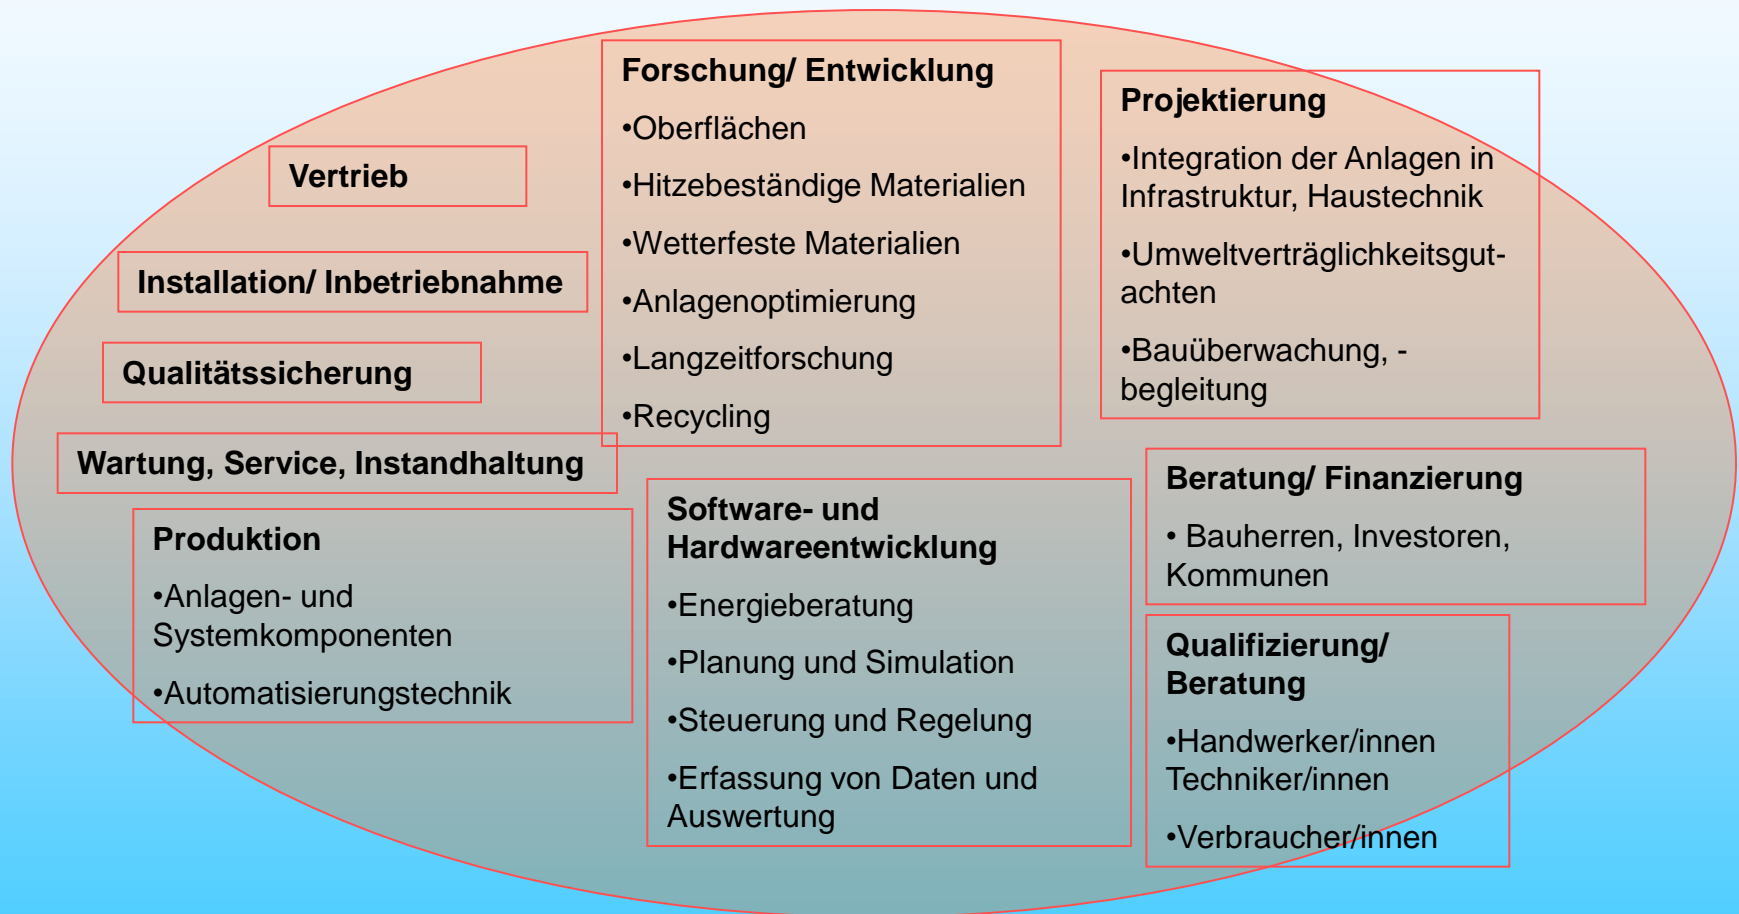 Vertrieb
Installation/ Inbetriebnahme
Qualitätssicherung
Wartung, Service, Instandhaltung
Produktion
•Anlagen- und
Systemkomponenten
•Automatisierungstechnik
Forschung/ Entwicklung
•Oberflächen
•Hitzebeständige Materialien
•Wetterfeste Materialien
•Anlagenoptimierung
•Langzeitforschung
•Recycling
Software- und
Hardwareentwicklung
•Energieberatung
•Planung und Simulation
•Steuerung und Regelung
•Erfassung von Daten und
Auswertung
Projektierung
•Integration der Anlagen in
Infrastruktur, Haustechnik
•Umweltverträglichkeitsgut-
achten
•Bauüberwachung, -
begleitung
Beratung/ Finanzierung
• Bauherren, Investoren,
Kommunen
Qualifizierung/
Beratung
•Handwerker/innen
Techniker/innen
•Verbraucher/innen